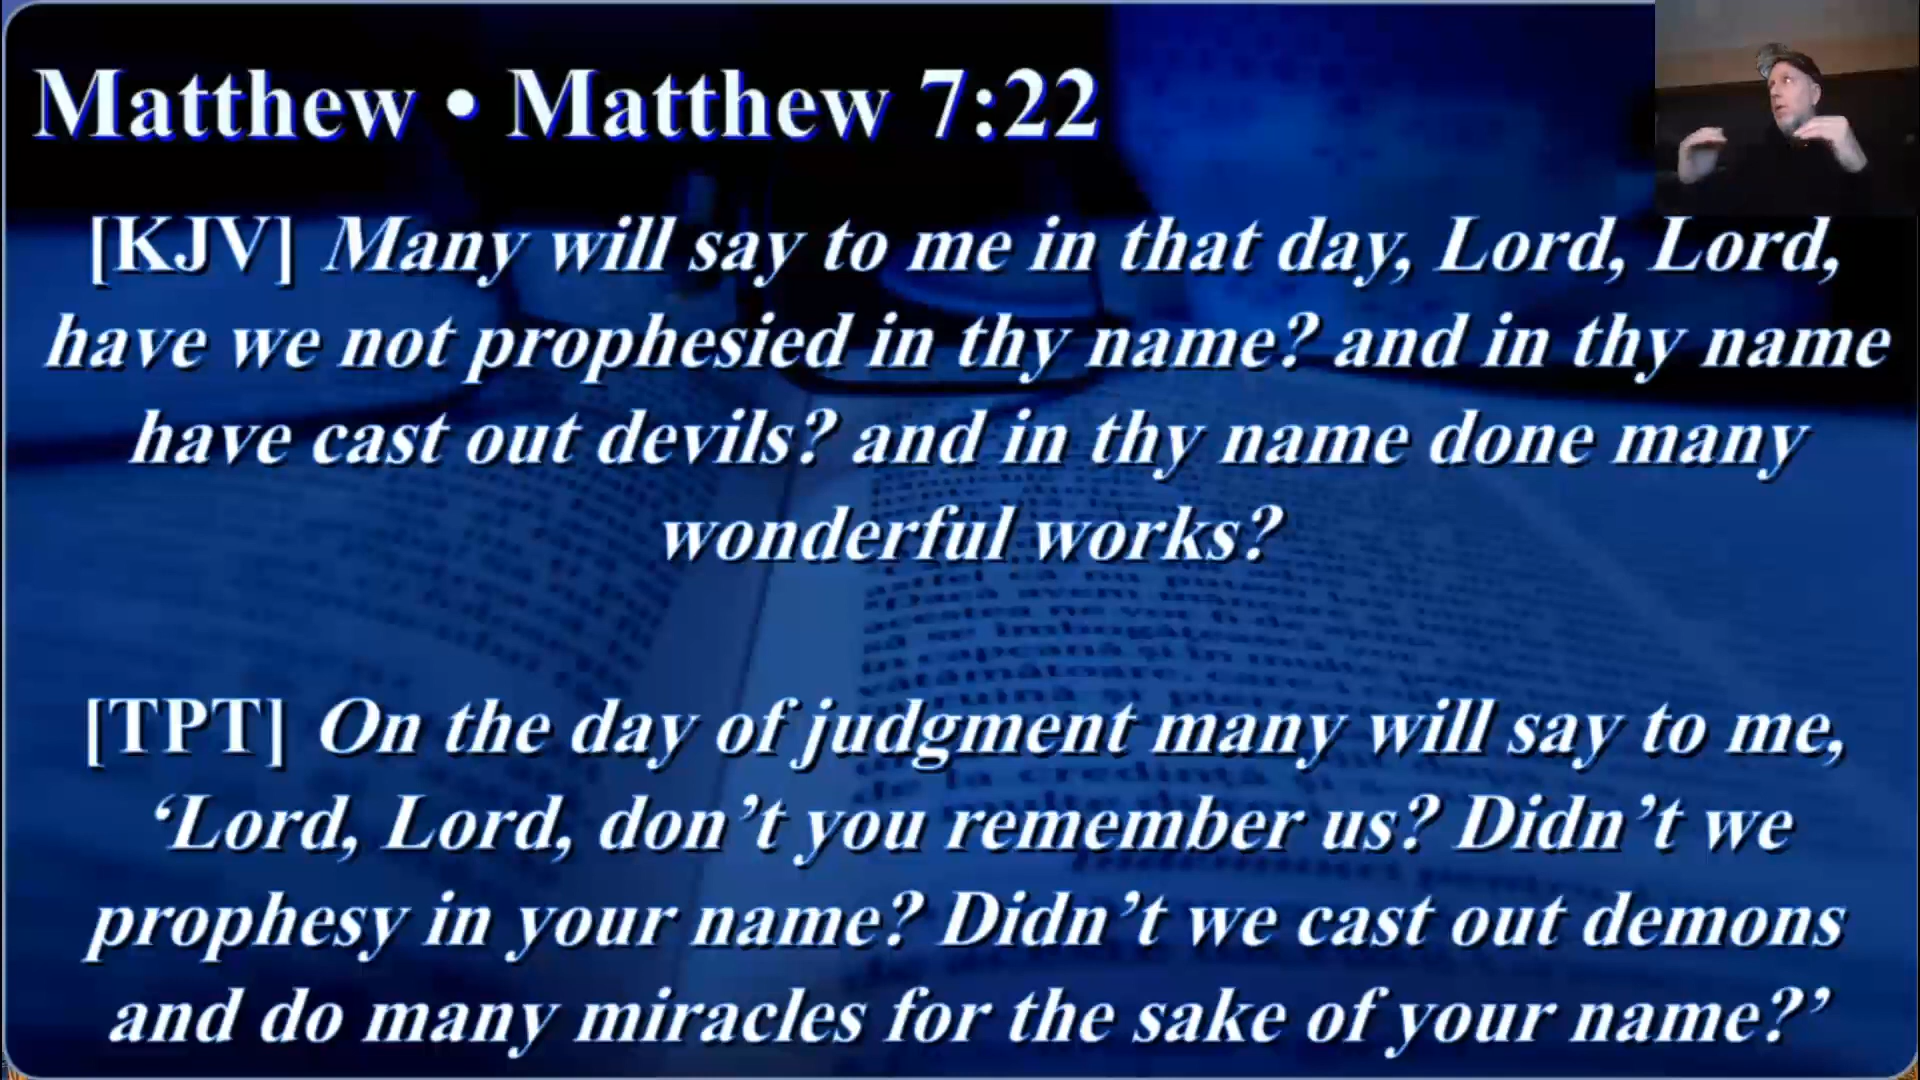 Matthew • Matthew 7:22
[KJV] Many will say to me in that day, Lord, Lord,
have we not prophesied in thy name? and in thy name
have cast out devils? and in thy name done many
wonderful works?
[TPT] On the day of judgment many will say to me,
‘Lord, Lord, don’t you remember us? Didn’t we
prophesy in your name? Didn’t we cast out demons
and do many miracles for the sake of your name?’